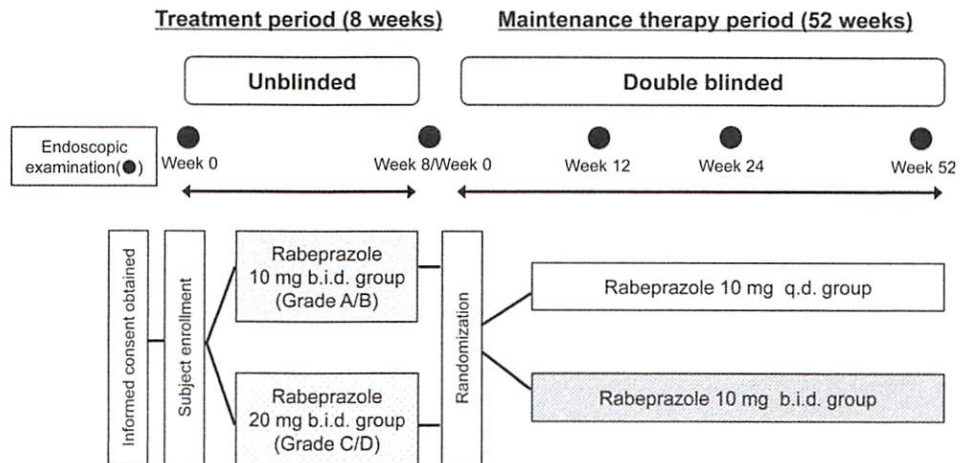 Treatment period (8 weeks)
Maintenance therapy period (52 weeks)
Unblinded
Double blinded
Endoscopic
examination(●)
Week 0
Week 8/Week 0
Week 12
Week 24
Week 52
Informed consent obtained
Subject enrollment
Rabeprazole
10 mg b.i.d. group
(Grade A/B)
Rabeprazole
20 mg b.i.d. group
(Grade C/D)
Randomization
Rabeprazole 10 mg q.d. group
Rabeprazole 10 mg b.i.d. group